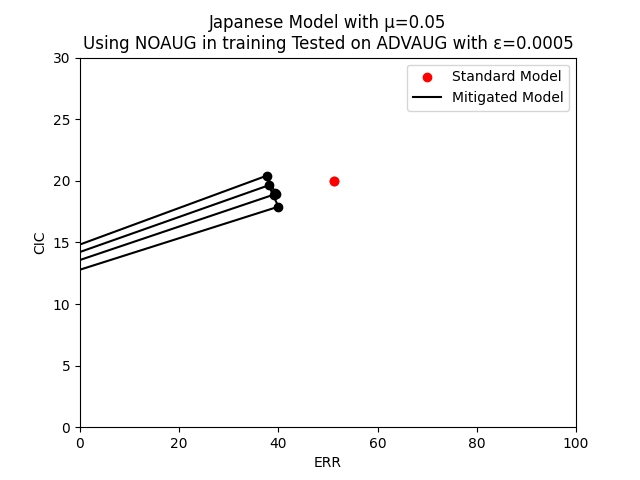 Japanese Model with μ=0.05
Using NOAUG in training Tested on ADVAUG with ε=0.0005
Standard Model
Mitigated Model
30
25
20
15
10
5
0
CIC
0 20 40 60 80 100
ERR